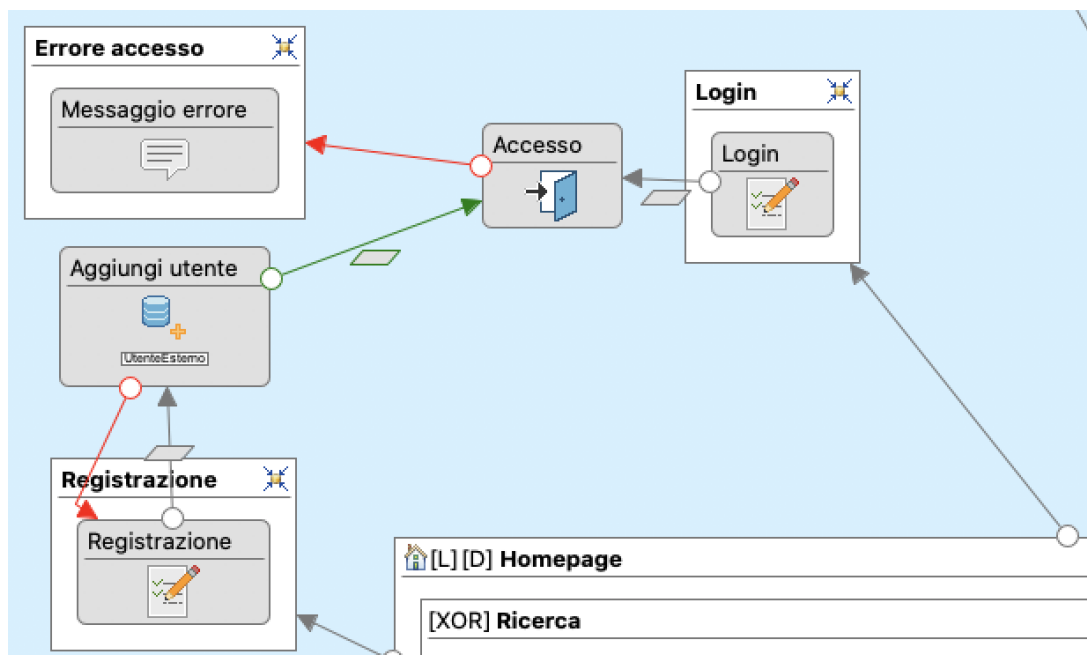 Errore accesso
Messaggio errore
Accesso
Login
Login
Aggiungi utente
UtenteEsterno
Registrazione
Registrazione
[L] [D] Homepage
[XOR] Ricerca